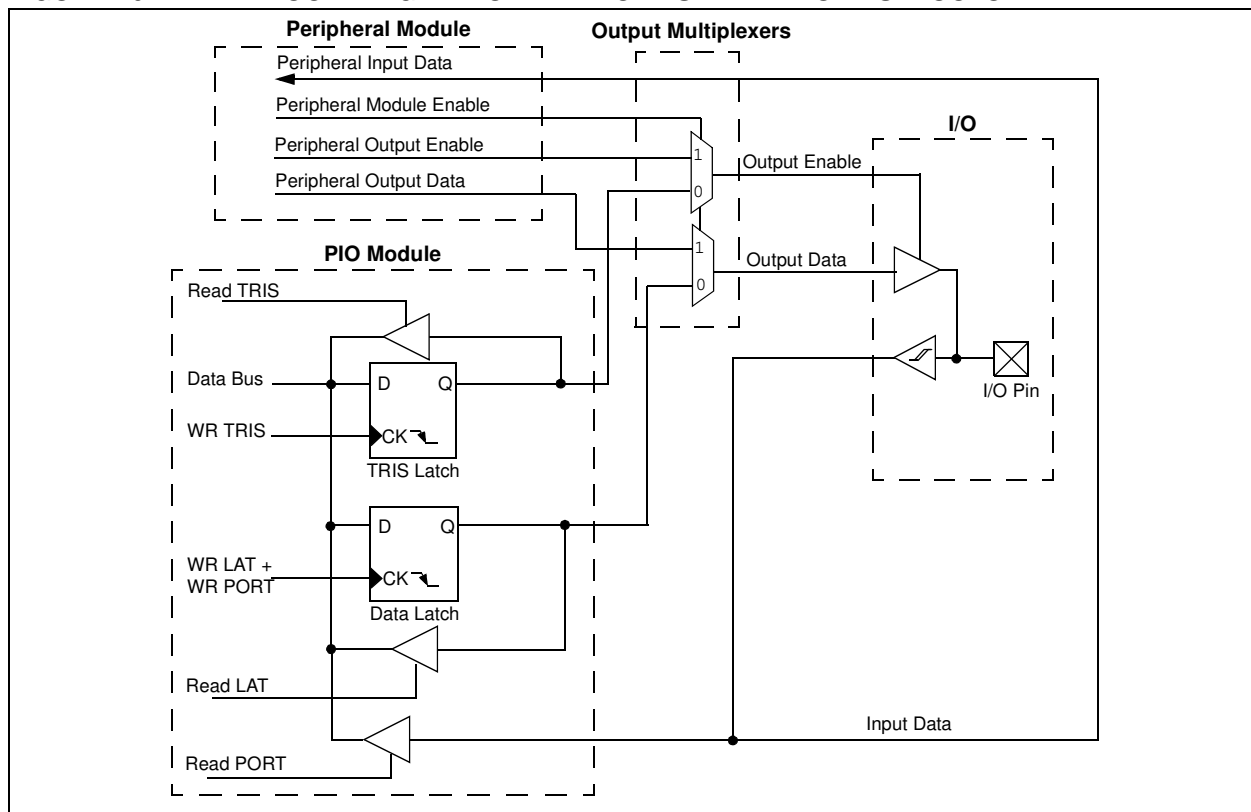 Peripheral Module
Output Multiplexers
Peripheral Input Data
Peripheral Module Enable
Peripheral Output Enable
Peripheral Output Data
1
0
1
0
Output Enable
Output Data
I/O
I/O Pin
PIO Module
Read TRIS
Data Bus
D
Q
WR TRIS
CK
TRIS Latch
D
Q
WR LAT +
WR PORT
CK
Data Latch
Read LAT
Read PORT
Input Data